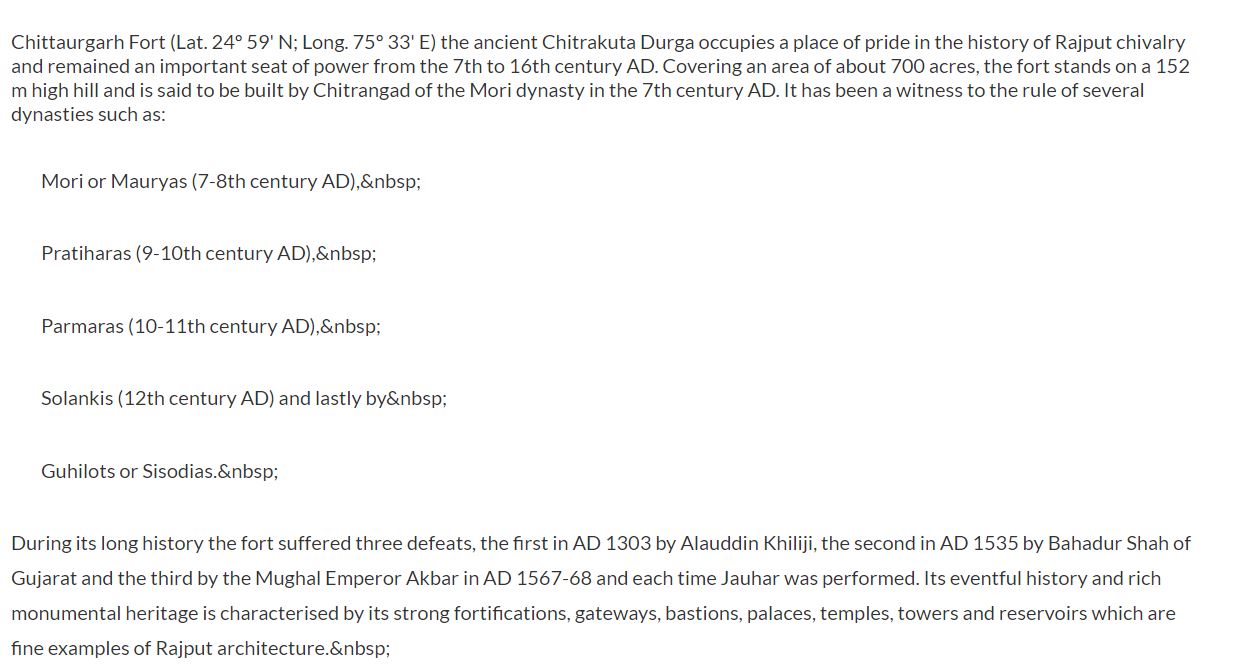 Chittaurgarh Fort (Lat. 24° 59' N; Long. 75° 33' E) the ancient Chitrakuta Durga occupies a place of pride in the history of Rajput chivalry
and remained an important seat of power from the 7th to 16th century AD. Covering an area of about 700 acres, the fort stands on a 152
m high hill and is said to be built by Chitrangad of the Mori dynasty in the 7th century AD. It has been a witness to the rule of several
dynasties such as:
Mori or Mauryas (7-8th century AD),&nbsp;
Pratiharas (9-10th century AD),&nbsp;
Parmaras (10-11th century AD),&nbsp;
Solankis (12th century AD) and lastly by&nbsp;
Guhilots or Sisodias.&nbsp;
During its long history the fort suffered three defeats, the first in AD 1303 by Alauddin Khiliji, the second in AD 1535 by Bahadur Shah of
Gujarat and the third by the Mughal Emperor Akbar in AD 1567-68 and each time Jauhar was performed. Its eventful history and rich
monumental heritage is characterised by its strong fortifications, gateways, bastions, palaces, temples, towers and reservoirs which are
fine examples of Rajput architecture.&nbsp;